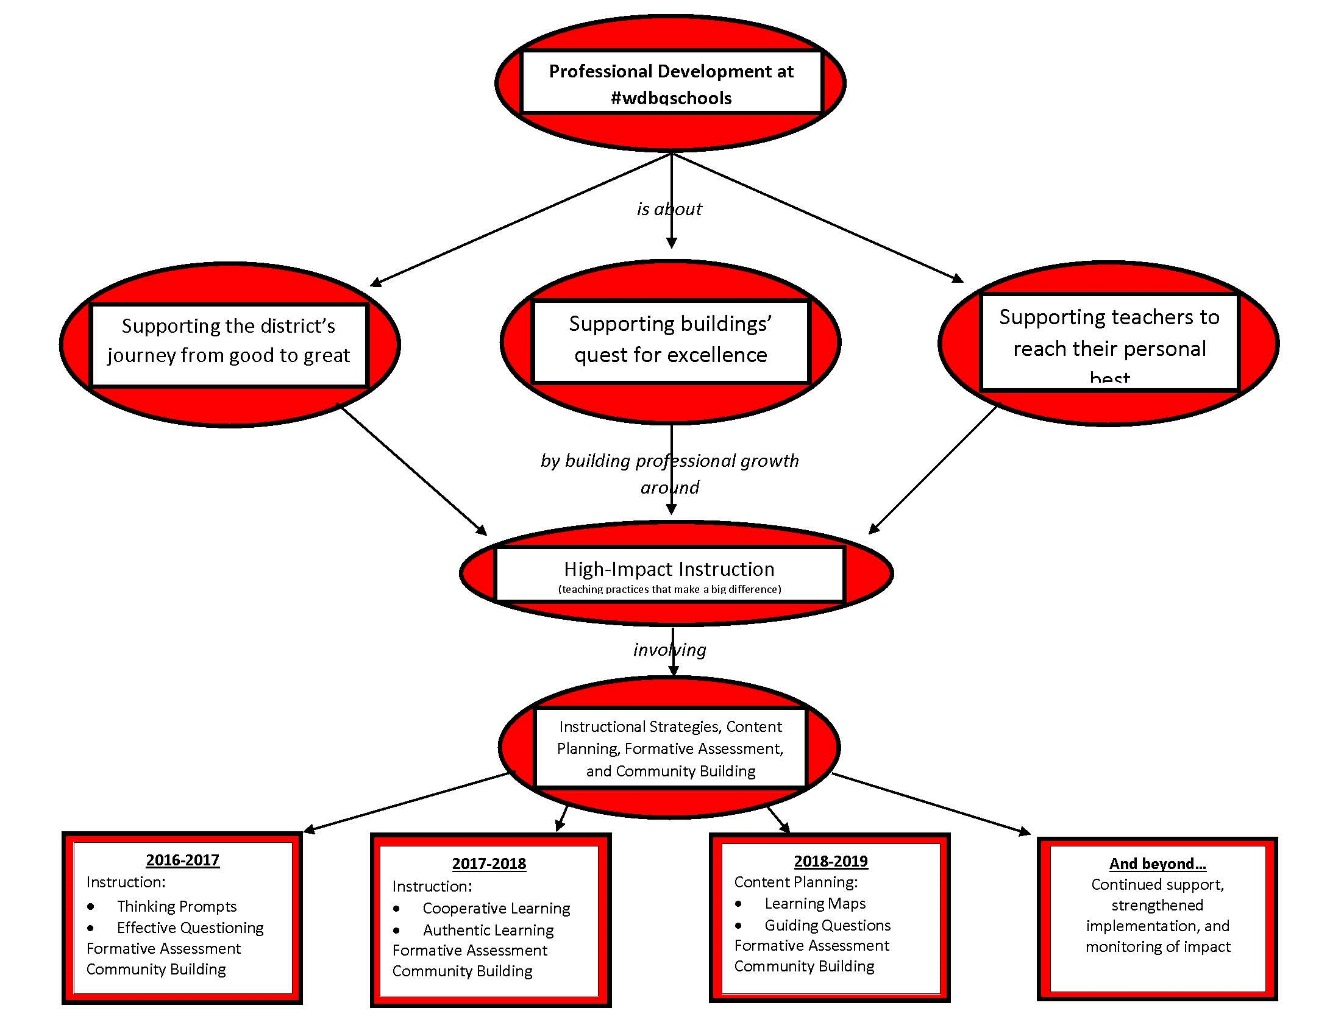 Professional Development at
#wdbqschools
is about
Supporting the district's
journey from good to great
Supporting buildings'
quest for excellence
Supporting teachers to
reach their personal
best
by building professional growth
around
High-Impact Instruction
(teaching practices that make a big difference)
involving
Instructional Strategies, Content
Planning, Formative Assessment,
and Community Building
2016-2017
Instruction:
• Thinking Prompts
• Effective Questioning
Formative Assessment
Community Building
2017-2018
Instruction:
• Cooperative Learning
• Authentic Learning
Formative Assessment
Community Building
2018-2019
Content Planning:
• Learning Maps
• Guiding Questions
Formative Assessment
Community Building
And beyond...
Continued support,
strengthened
implementation, and
monitoring of impact